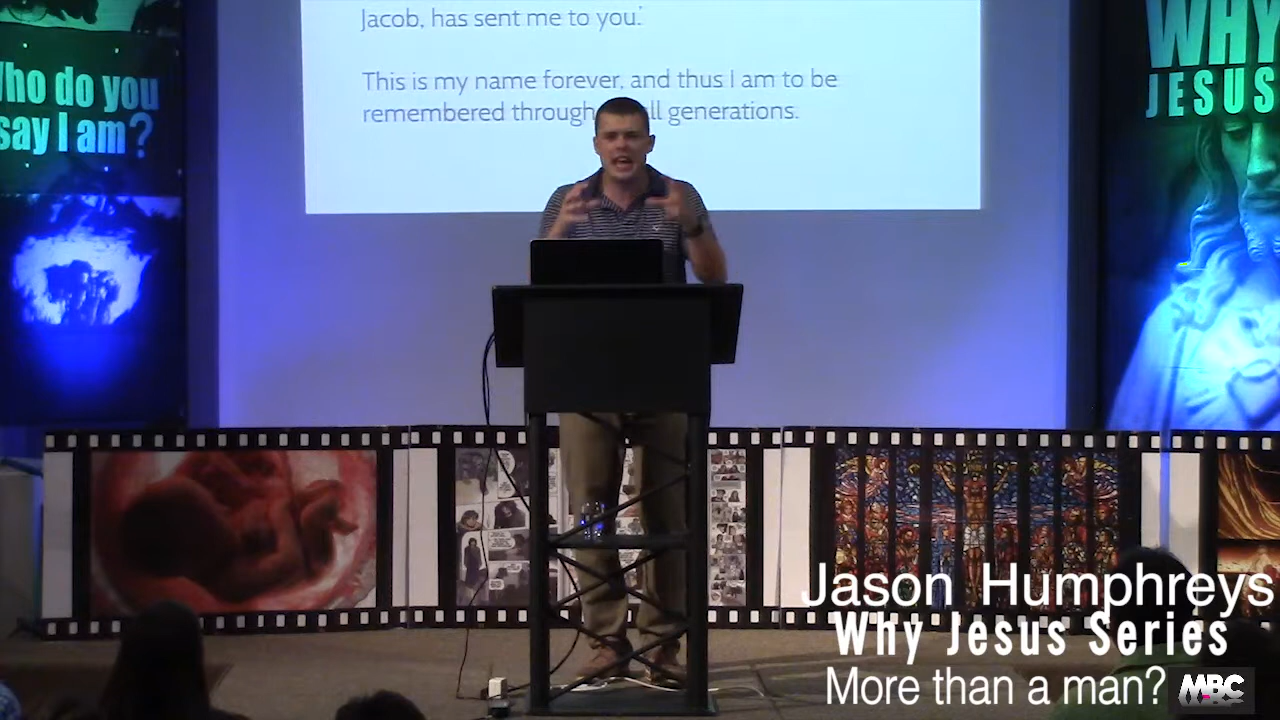 Jacob, has sent me to you.'
This is my name forever, and thus I am to be
remembered through all generations.
Who do you
say I am?
WHY
JESUS
Jason Humphreys
Why Jesus Series
More than a man?
MBC